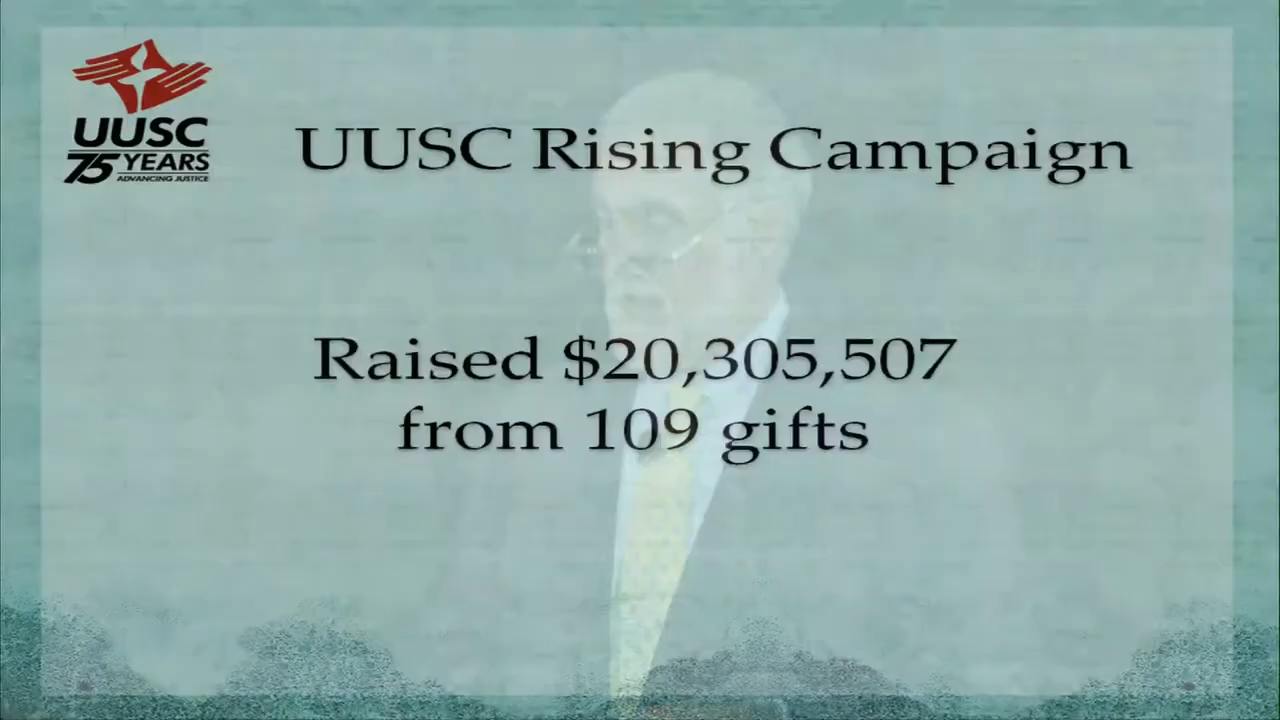 UUSC
75 YEARS
ADVANCING JUSTICE
UUSC Rising Campaign
Raised $20,305,507
from 109 gifts